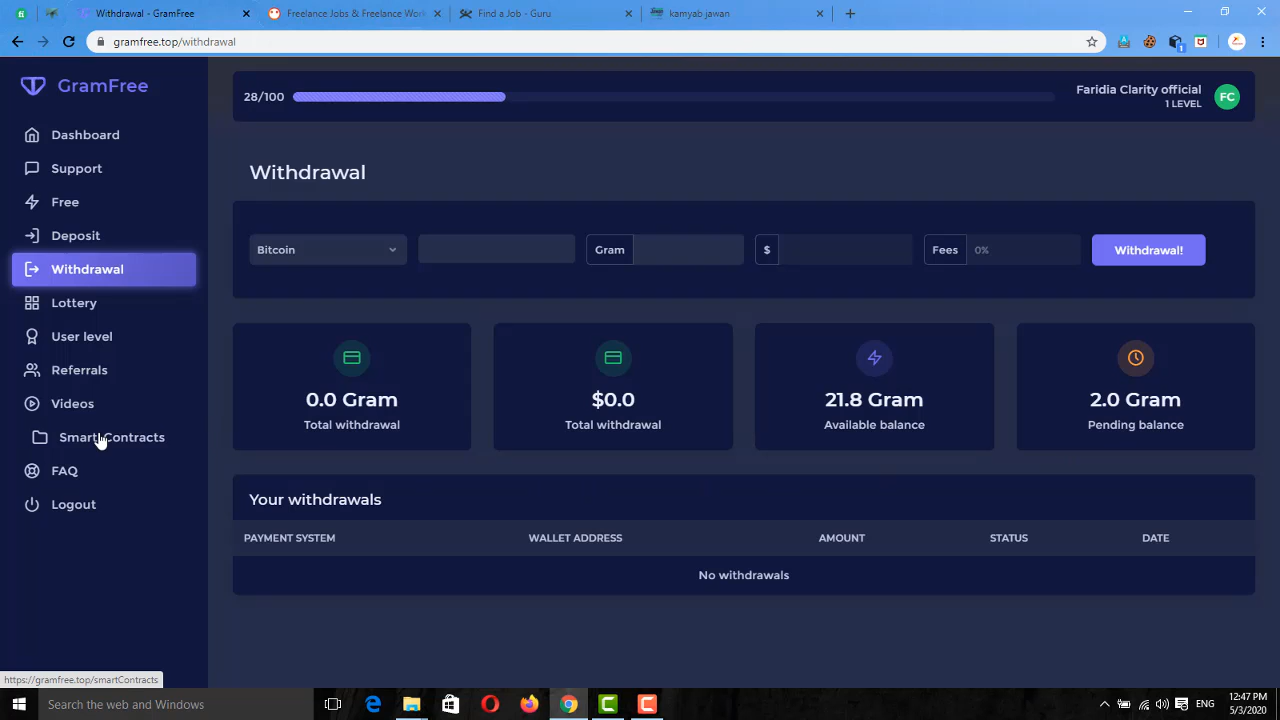 Withdrawal - GramFree
Freelance Jobs & Freelance Work
Find a Job - Guru
kamyab-jawan
gramfree.top/withdrawal
GramFree
28/100
Faridia Clarity official
1 LEVEL
FC
Dashboard
Support
Free
Deposit
Withdrawal
Lottery
User level
Referrals
Videos
Smart Contracts
FAQ
Logout
Withdrawal
Bitcoin
Gram
$
Fees 0%
Withdrawal!
0.0 Gram
Total withdrawal
$0.0
Total withdrawal
21.8 Gram
Available balance
2.0 Gram
Pending balance
Your withdrawals
PAYMENT SYSTEM WALLET ADDRESS AMOUNT STATUS DATE
No withdrawals
https://gramfree.top/smartContracts
Search the web and Windows
ENG
12:47 PM
5/3/2020